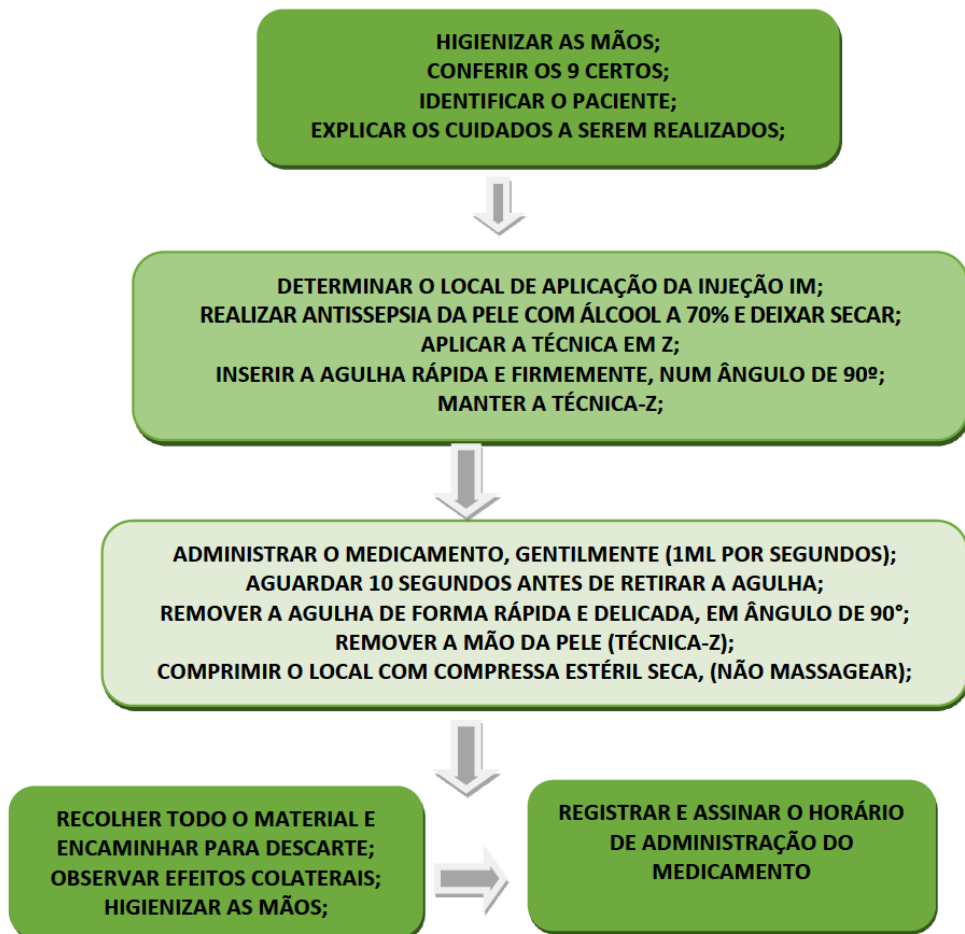 HIGIENIZAR AS MÃOS;
CONFERIR OS 9 CERTOS;
IDENTIFICAR O PACIENTE;
EXPLICAR OS CUIDADOS A SEREM REALIZADOS;
DETERMINAR O LOCAL DE APLICAÇÃO DA INJEÇÃO IM;
REALIZAR ANTISSEPSIA DA PELE COM ÁLCOOL A 70% E DEIXAR SECAR;
APLICAR A TÉCNICA EM Z;
INSERIR A AGULHA RÁPIDA E FIRMEMENTE, NUM ÂNGULO DE 90º;
MANTER A TÉCNICA-Z;
ADMINISTRAR O MEDICAMENTO, GENTILMENTE (1ML POR SEGUNDOS);
AGUARDAR 10 SEGUNDOS ANTES DE RETIRAR A AGULHA;
REMOVER A AGULHA DE FORMA RÁPIDA E DELICADA, EM ÂNGULO DE 90°;
REMOVER A MÃO DA PELE (TÉCNICA-Z);
COMPRIMIR O LOCAL COM COMPRESSA ESTÉRIL SECA, (NÃO MASSAGEAR);
RECOLHER TODO O MATERIAL E
ENCAMINHAR PARA DESCARTE;
OBSERVAR EFEITOS COLATERAIS;
HIGIENIZAR AS MÃOS;
REGISTRAR E ASSINAR O HORÁRIO
DE ADMINISTRAÇÃO DO
MEDICAMENTO